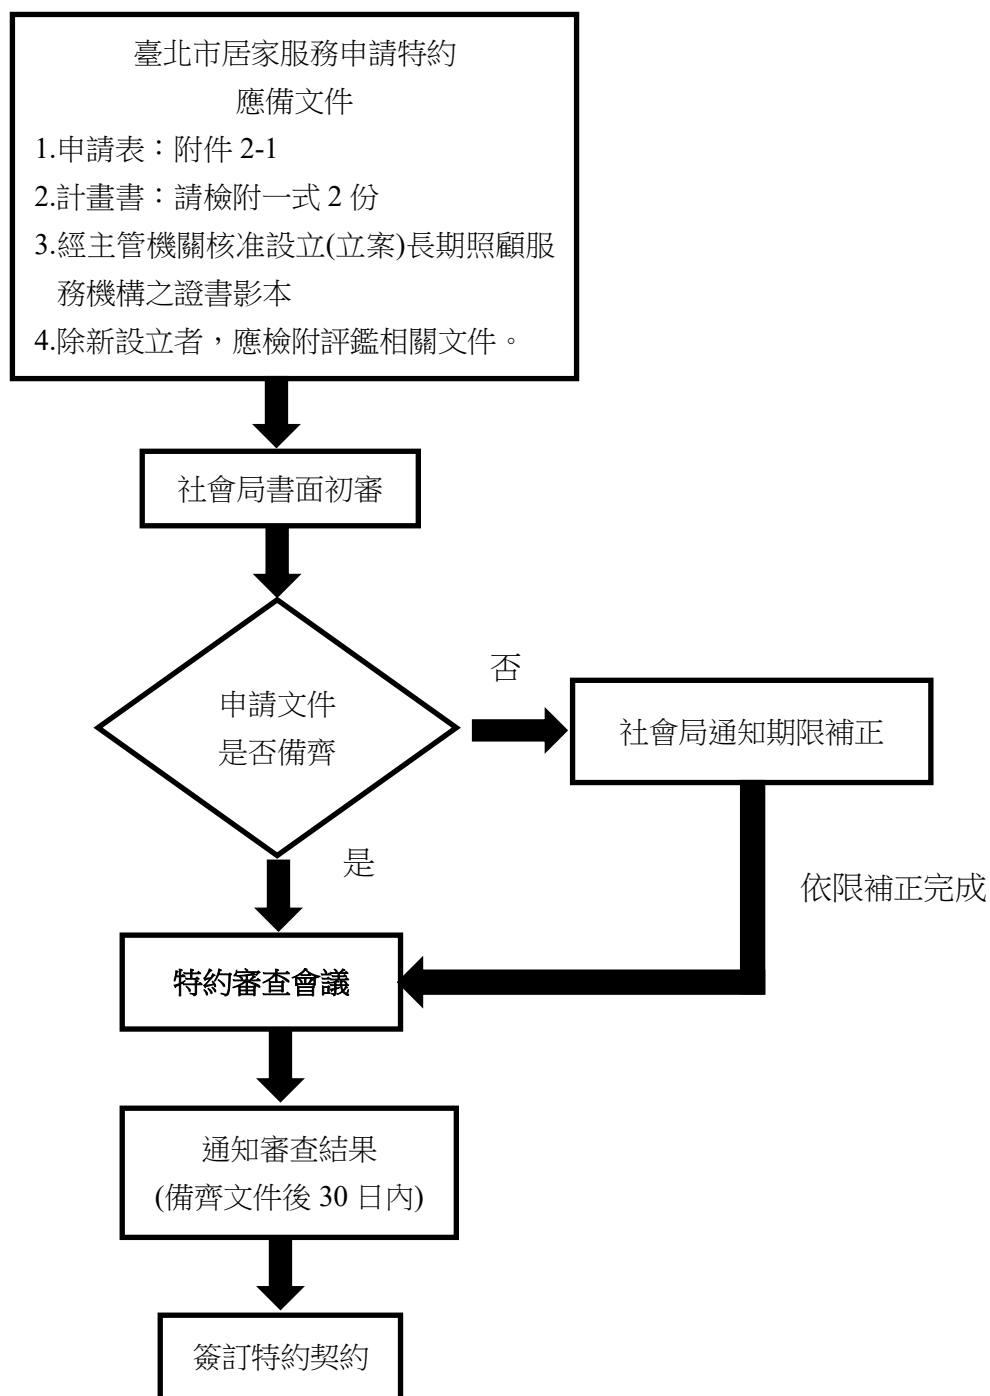 臺北市居家服務申請特約
應備文件
1.申請表：附件 2-1
2.計畫書：請檢附一式 2 份
3.經主管機關核准設立(立案)長期照顧服
務機構之證書影本
4.除新設立者，應檢附評鑑相關文件。
社會局書面初審
申請文件
是否備齊
否
社會局通知期限補正
是
依限補正完成
特約審查會議
通知審查結果
(備齊文件後 30 日內)
簽訂特約契約